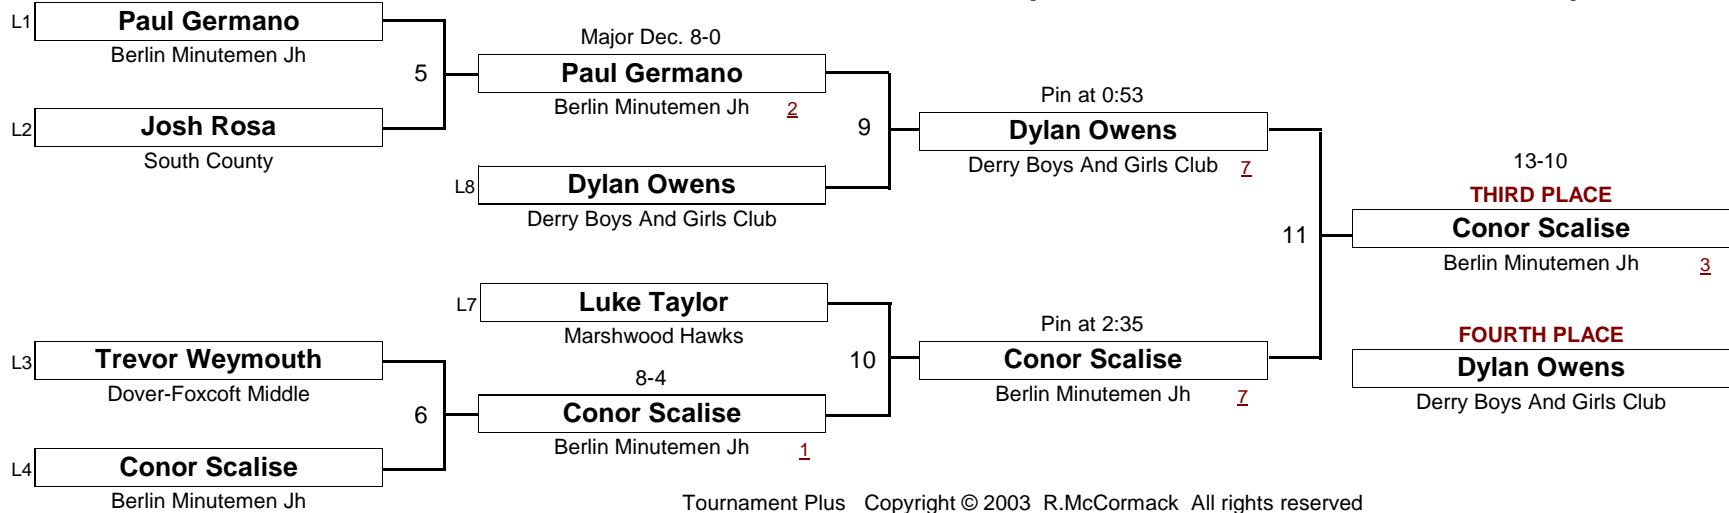 L1
Paul Germano
Berlin Minutemen Jh
5
L2
Josh Rosa
South County
Major Dec. 8-0
Paul Germano
Berlin Minutemen Jh 2
9
L8
Dylan Owens
Derry Boys And Girls Club
Pin at 0:53
Dylan Owens
Derry Boys And Girls Club 7
L3
Trevor Weymouth
Dover-Foxcoft Middle
6
L4
Conor Scalise
Berlin Minutemen Jh
L7
Luke Taylor
Marshwood Hawks
10
8-4
Conor Scalise
Berlin Minutemen Jh 1
Pin at 2:35
Conor Scalise
Berlin Minutemen Jh 7
11
13-10
THIRD PLACE
Conor Scalise
Berlin Minutemen Jh 3
FOURTH PLACE
Dylan Owens
Derry Boys And Girls Club
Tournament Plus Copyright © 2003 R.McCormack All rights reserved